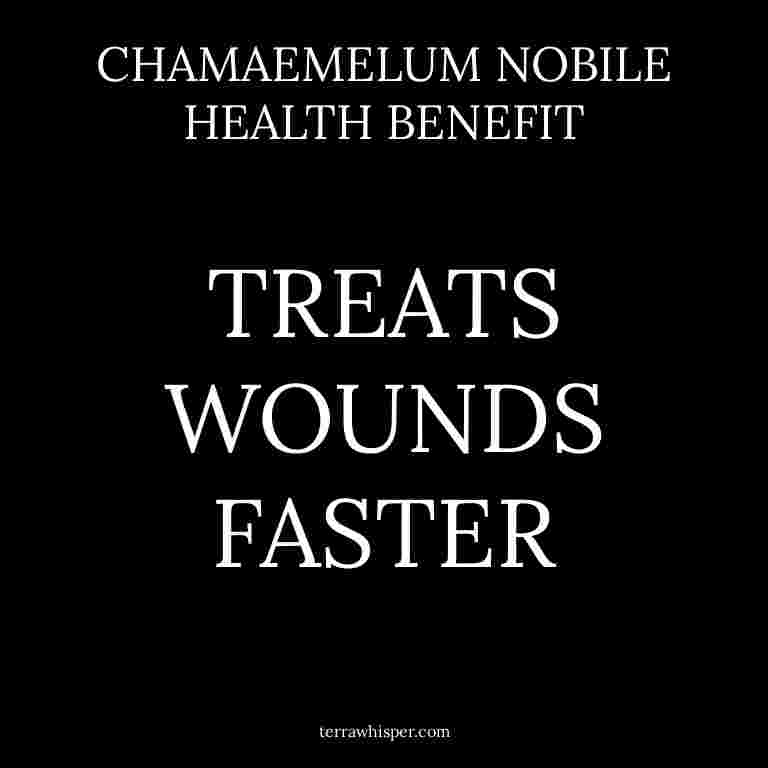 CHAMAEMELUM NOBILE
HEALTH BENEFIT
TREATS
WOUNDS
FASTER
terrawhisper.com